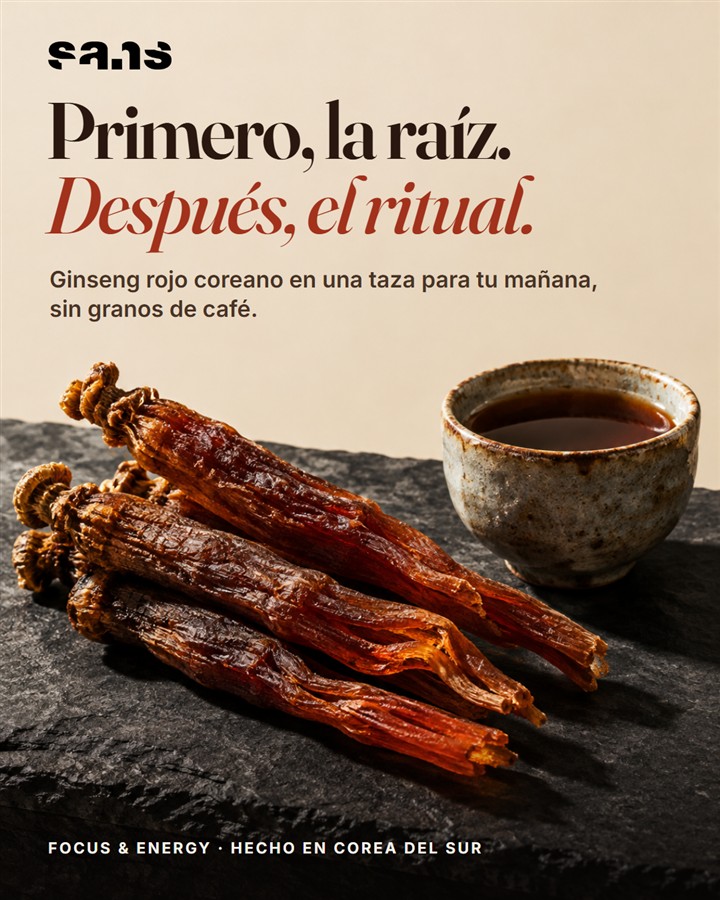 sans
Primero, la raíz.
Después, el ritual.
Ginseng rojo coreano en una taza para tu mañana,
sin granos de café.
FOCUS & ENERGY · HECHO EN COREA DEL SUR